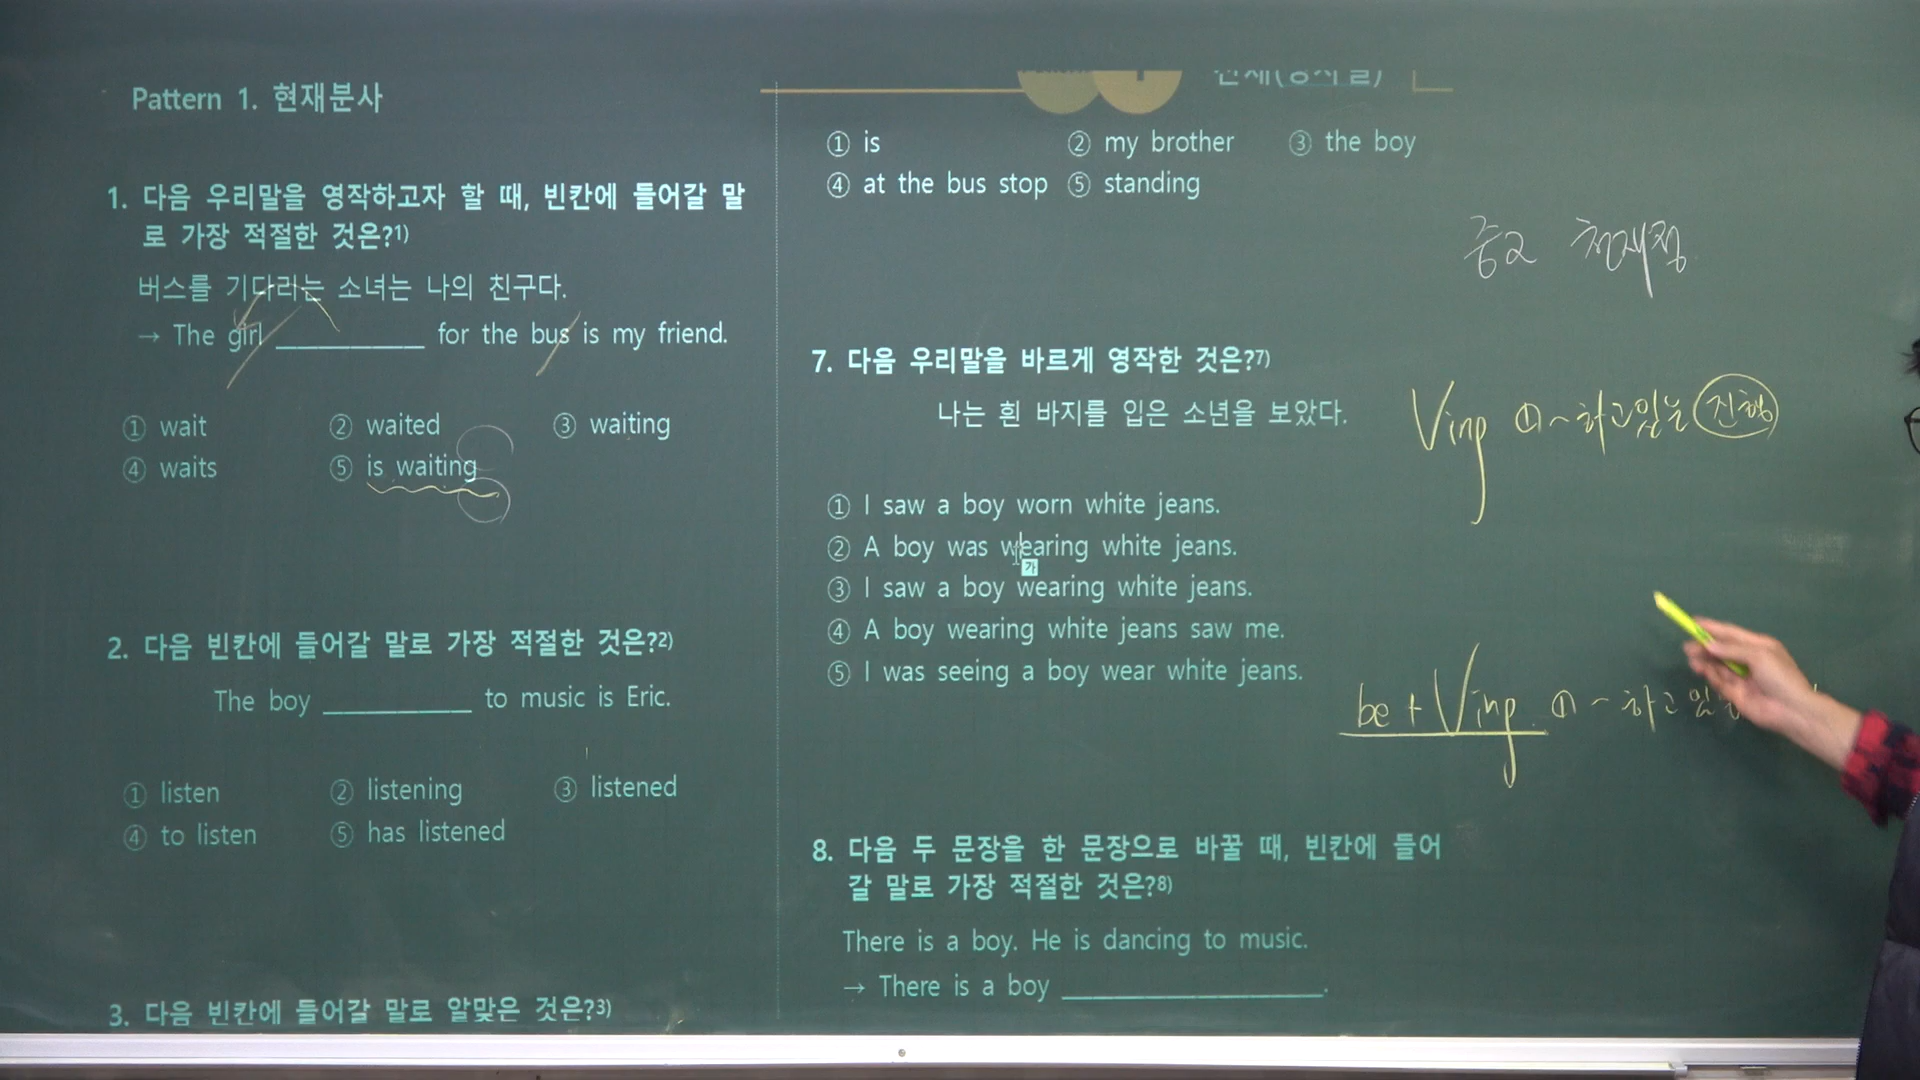 Pattern 1. 현재분사
1. 다음 우리말을 영작하고자 할 때, 빈칸에 들어갈 말
로 가장 적절한 것은?1)
버스를 기다리는 소녀는 나의 친구다.
→ The girl __________ for the bus is my friend.
① wait ② waited ③ waiting
④ waits ⑤ is waiting
2. 다음 빈칸에 들어갈 말로 가장 적절한 것은?2)
The boy __________ to music is Eric.
① listen ② listening ③ listened
④ to listen ⑤ has listened
3. 다음 빈칸에 들어갈 말로 알맞은 것은?3)
① is ② my brother ③ the boy
④ at the bus stop ⑤ standing
7. 다음 우리말을 바르게 영작한 것은?7)
나는 흰 바지를 입은 소년을 보았다.
① I saw a boy worn white jeans.
② A boy was wearing white jeans.
③ I saw a boy wearing white jeans.
④ A boy wearing white jeans saw me.
⑤ I was seeing a boy wear white jeans.
8. 다음 두 문장을 한 문장으로 바꿀 때, 빈칸에 들어
갈 말로 가장 적절한 것은?8)
There is a boy. He is dancing to music.
→ There is a boy __________________.
중2 천재정
Ving ① ~하고있는 진행
be + Ving ① ~하고